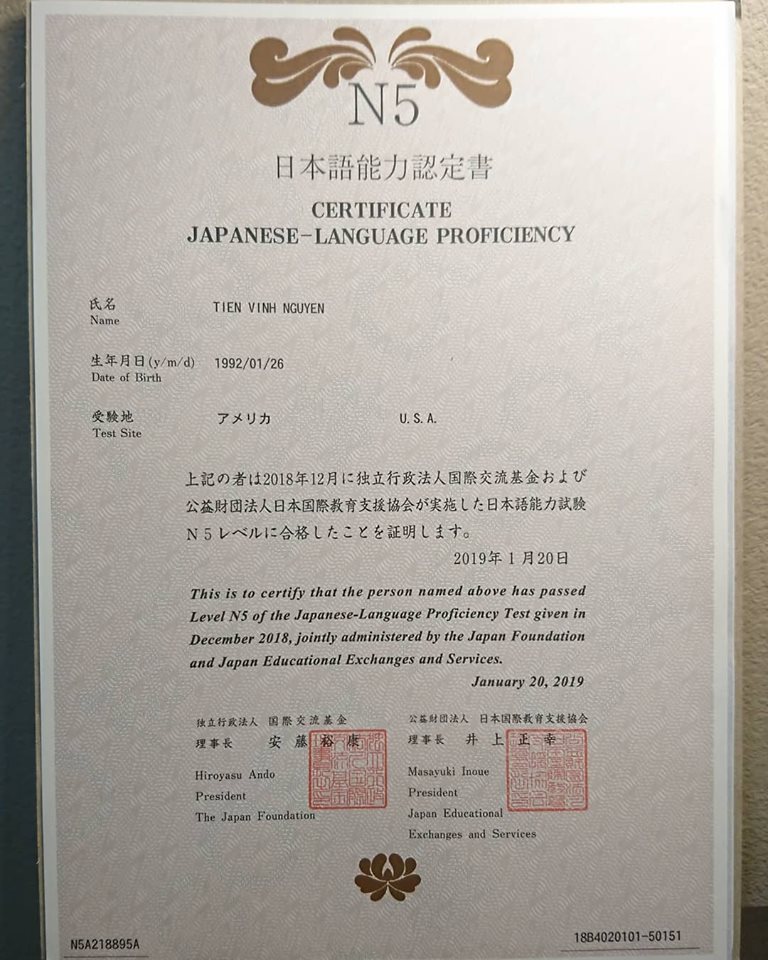 N5
日本語能力認定書
CERTIFICATE
JAPANESE-LANGUAGE PROFICIENCY
氏名 TIEN VINH NGUYEN
Name
生年月日(y/m/d) 1992/01/26
Date of Birth
受験地 アメリカ U.S.A.
Test Site
上記の者は2018年12月に独立行政法人国際交流基金および
公益財団法人日本国際教育支援協会が実施した日本語能力試験
N5レベルに合格したことを証明します。
2019年1月20日
This is to certify that the person named above has passed
Level N5 of the Japanese-Language Proficiency Test given in
December 2018, jointly administered by the Japan Foundation
and Japan Educational Exchanges and Services.
January 20, 2019
独立行政法人 国際交流基金
理事長 安藤裕康
Hiroyasu Ando
President
The Japan Foundation
公益財団法人 日本国際教育支援協会
理事長 井上正幸
Masayuki Inoue
President
Japan Educational
Exchanges and Services
N5A218895A
18B4020101-50151